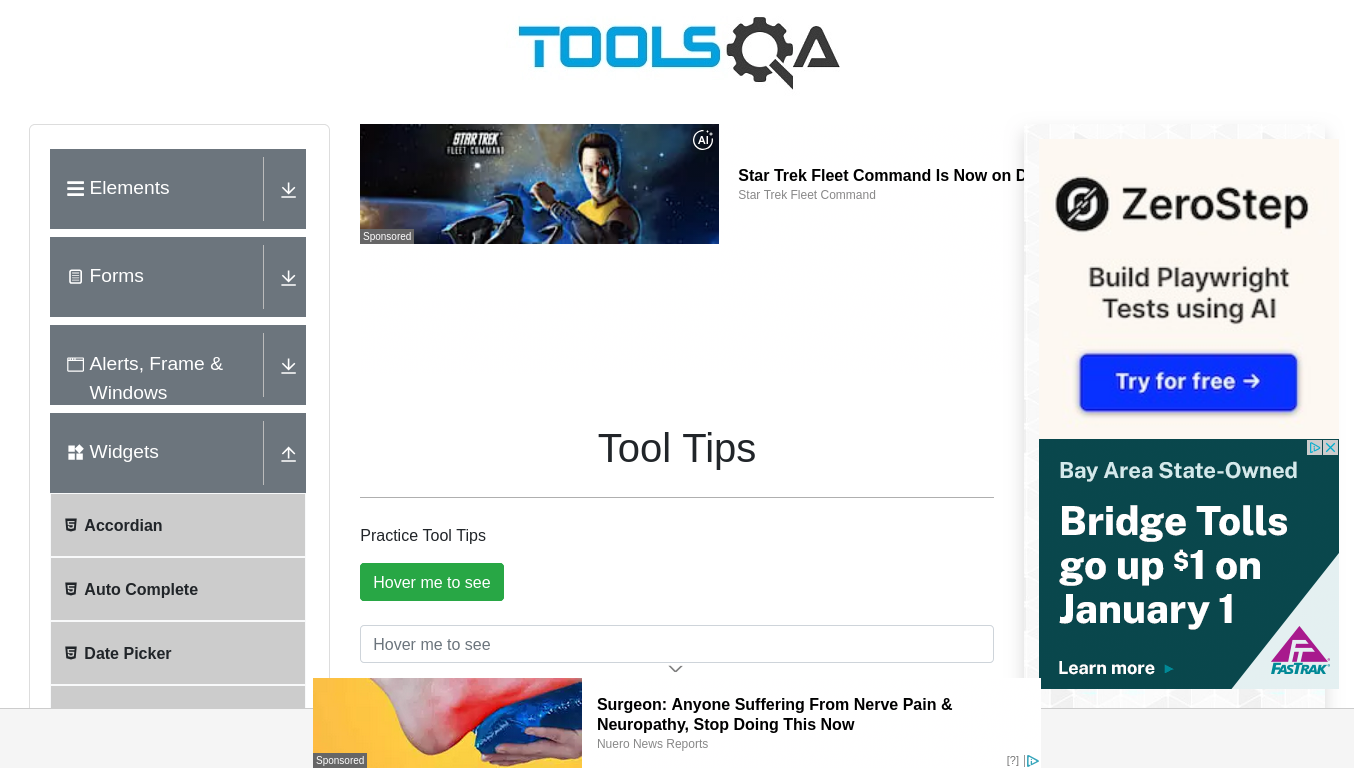 TOOLSQA
Elements
Forms
Alerts, Frame &
Windows
Widgets
Accordian
Auto Complete
Date Picker
STAR TREK
FLEET COMMAND
AI
Sponsored
Star Trek Fleet Command Is Now on D
Star Trek Fleet Command
Tool Tips
Practice Tool Tips
Hover me to see
Hover me to see
ZeroStep
Build Playwright
Tests using AI
Try for free →
Bay Area State-Owned
Bridge Tolls
go up $1 on
January 1
Learn more ►
FASTRAK
Sponsored
Surgeon: Anyone Suffering From Nerve Pain &
Neuropathy, Stop Doing This Now
Nuero News Reports
[?]